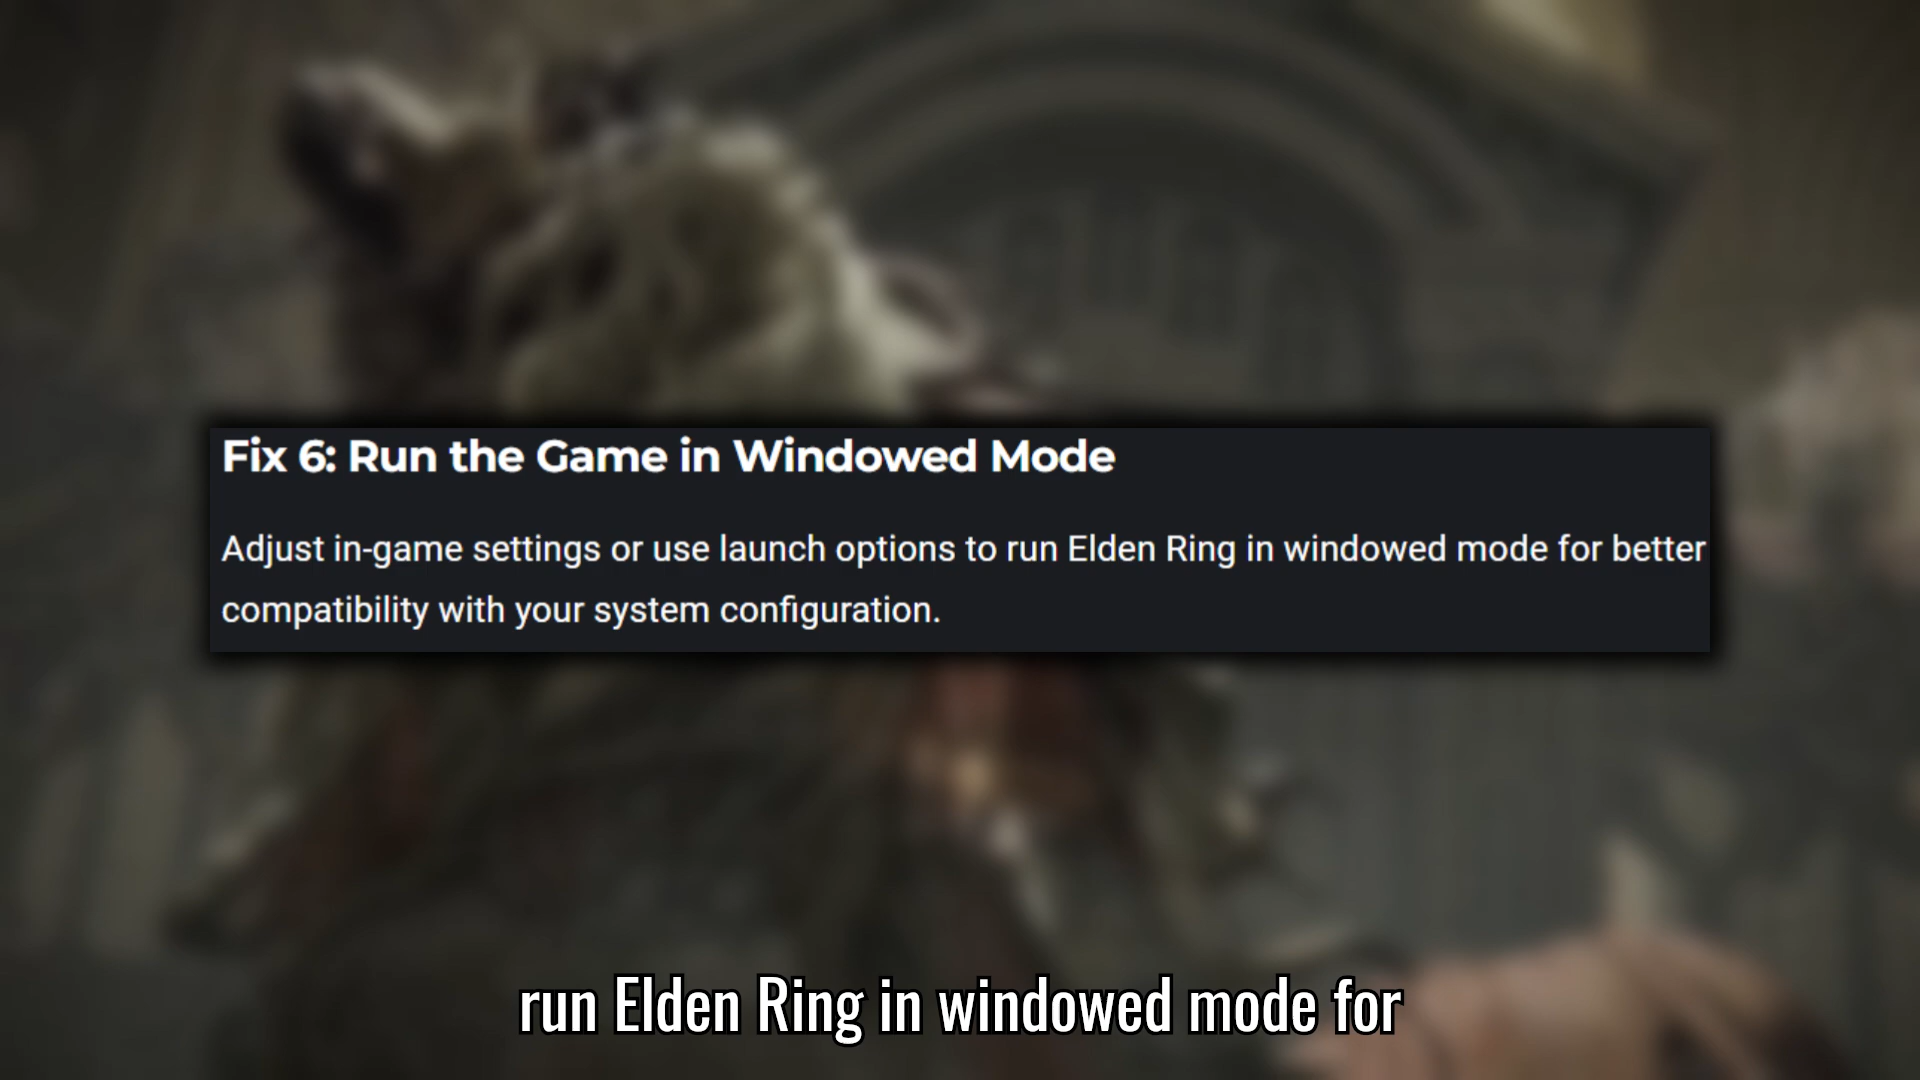 Fix 6: Run the Game in Windowed Mode
Adjust in-game settings or use launch options to run Elden Ring in windowed mode for better
compatibility with your system configuration.
run Elden Ring in windowed mode for